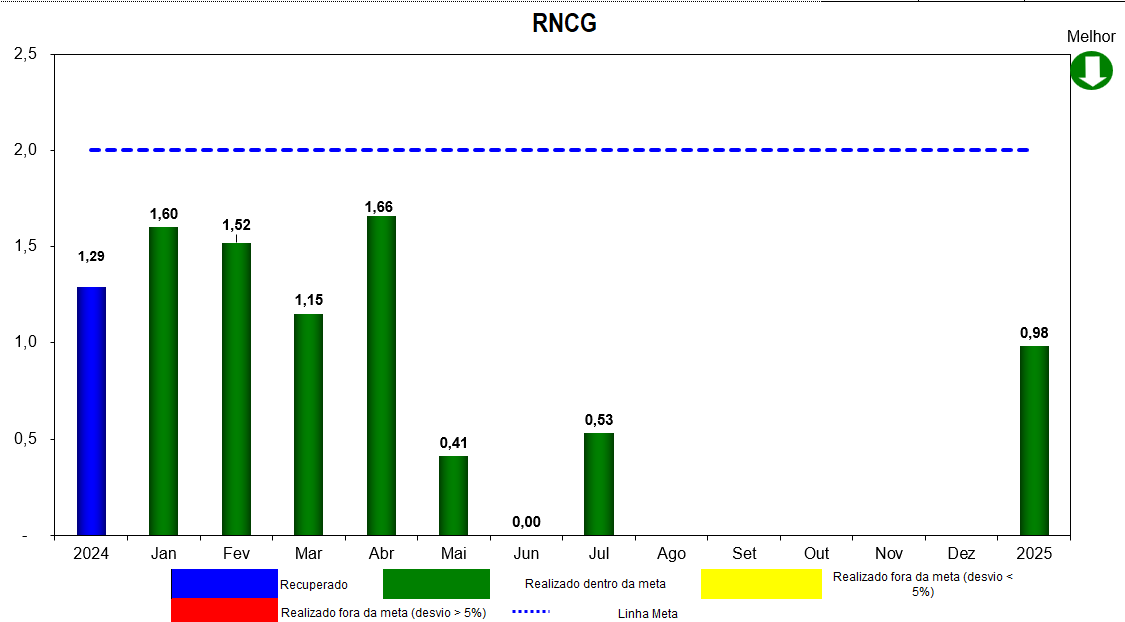 RNCG
Melhor
2,5
2,0
1,5
1,0
0,5
-
1,29
1,60
1,52
1,15
1,66
0,41
0,00
0,53
0,98
2024 Jan Fev Mar Abr Mai Jun Jul Ago Set Out Nov Dez 2025
Recuperado
Realizado dentro da meta
Realizado fora da meta (desvio <
5%)
Realizado fora da meta (desvio > 5%)
Linha Meta